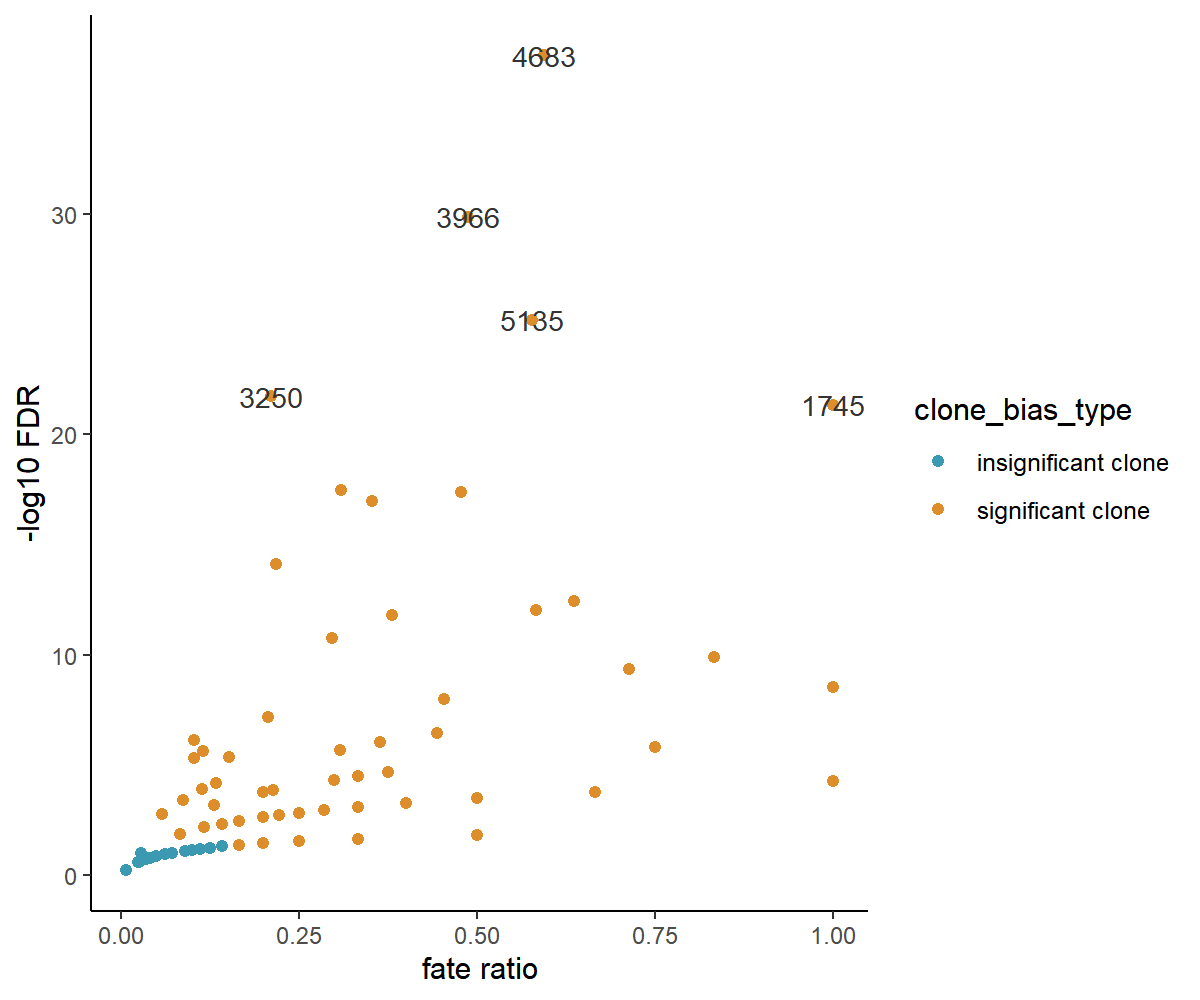 4683
3966
5135
3250
1745
30
20
10
0
-log10 FDR
0.00
0.25
0.50
0.75
1.00
fate ratio
clone_bias_type
insignificant clone
significant clone